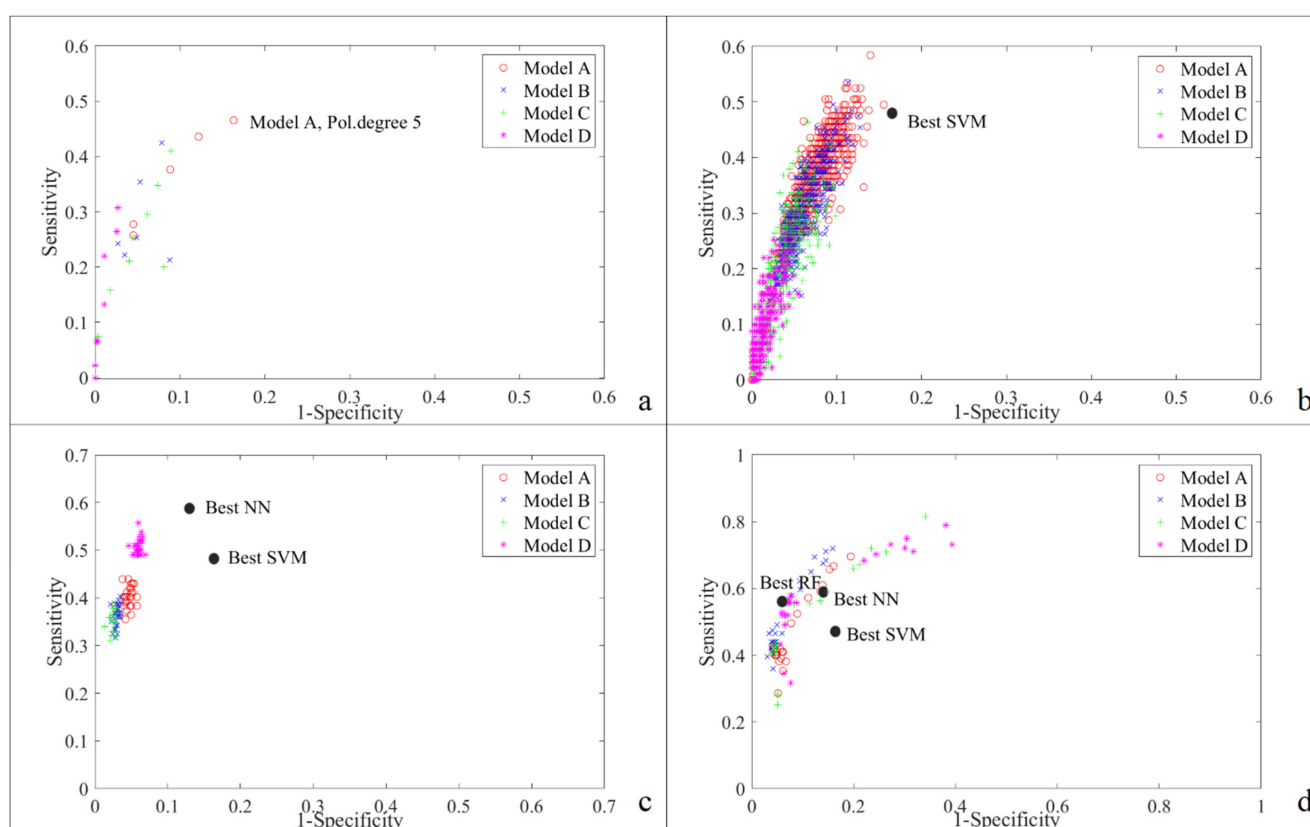 0.6
0.5
0.4
0.3
0.2
0.1
0
Sensitivity
0 0.1 0.2 0.3 0.4 0.5 0.6
1-Specificity
Model A
Model B
Model C
Model D
Model A, Pol.degree 5
a
0.6
0.5
0.4
0.3
0.2
0.1
0
Sensitivity
0 0.1 0.2 0.3 0.4 0.5 0.6
1-Specificity
Model A
Model B
Model C
Model D
Best SVM
b
0.7
0.6
0.5
0.4
0.3
0.2
0.1
0
Sensitivity
0 0.1 0.2 0.3 0.4 0.5 0.6 0.7
1-Specificity
Model A
Model B
Model C
Model D
Best NN
Best SVM
c
1
0.8
0.6
0.4
0.2
0
Sensitivity
0 0.2 0.4 0.6 0.8 1
1-Specificity
Model A
Model B
Model C
Model D
Best RF
Best NN
Best SVM
d